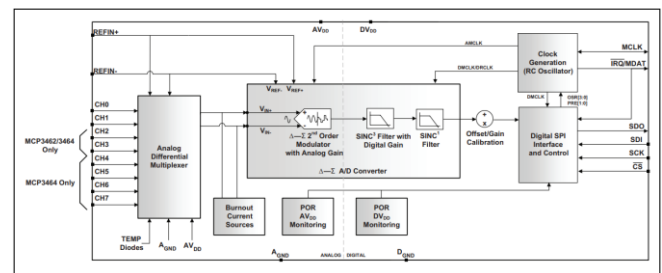 AVDD
DVDD
REFIN+
REFIN-
VREF-
VREF+
AMCLK
DMCLK/DRCLK
Clock
Generation
(RC Oscillator)
MCLK
IRQ/MDAT
DMCLK
OSR[3:0]
PRE[1:0]
CH0
CH1
CH2
CH3
CH4
CH5
CH6
CH7
MCP3462/3464
Only
MCP3464 Only
Analog
Differential
Multiplexer
VIN+
VIN-
Δ—Σ 2nd Order
Modulator
with Analog Gain
SINC3 Filter with
Digital Gain
SINC1
Filter
Δ—Σ A/D Converter
+
x
Offset/Gain
Calibration
Digital SPI
Interface
and Control
SDO
SDI
SCK
CS
Burnout
Current
Sources
POR
AVDD
Monitoring
POR
DVDD
Monitoring
TEMP
Diodes
AGND
AVDD
AGND
ANALOG
DIGITAL
DGND